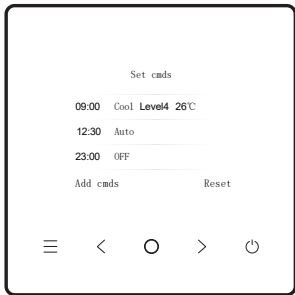 Set cmds
09:00 Cool Level4 26℃
12:30 Auto
23:00 OFF
Add cmds Reset